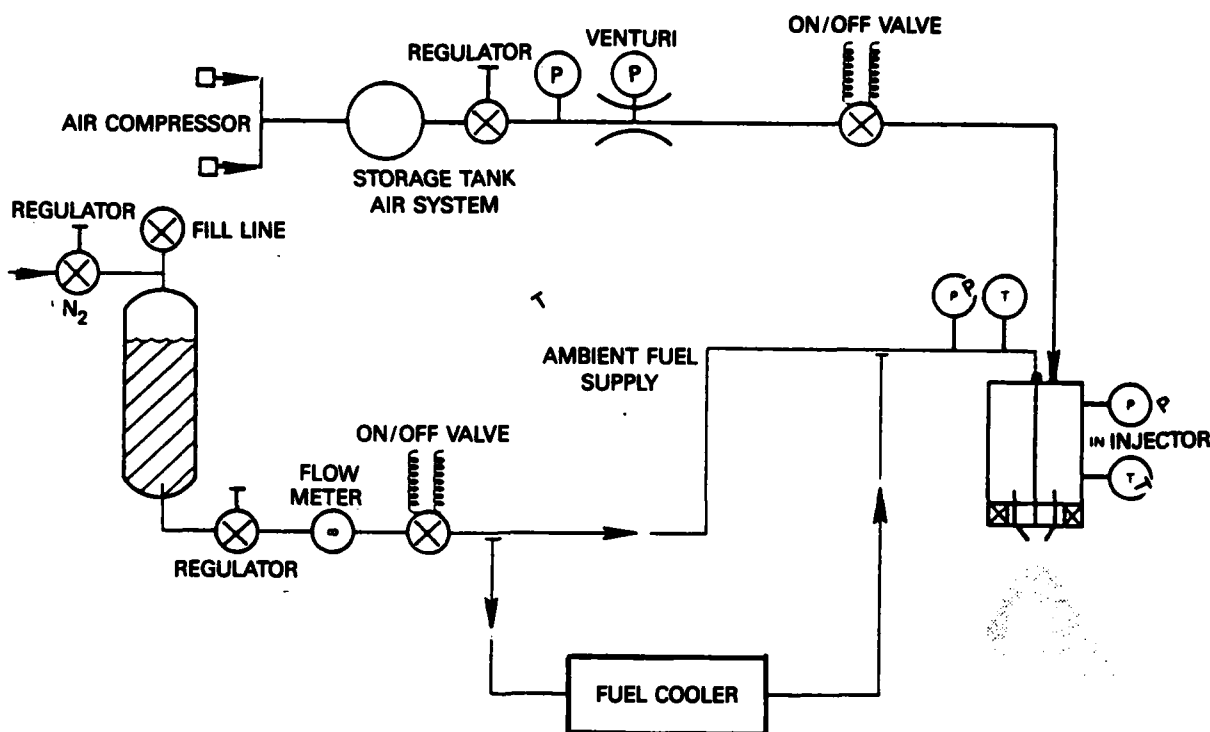 VENTURI
ON/OFF VALVE
REGULATOR
P
P
AIR COMPRESSOR
STORAGE TANK
AIR SYSTEM
REGULATOR
FILL LINE
N2
T
P P
T
AMBIENT FUEL
SUPPLY
P P
IN INJECTOR
T T
ON/OFF VALVE
FLOW
METER
∞
REGULATOR
FUEL COOLER